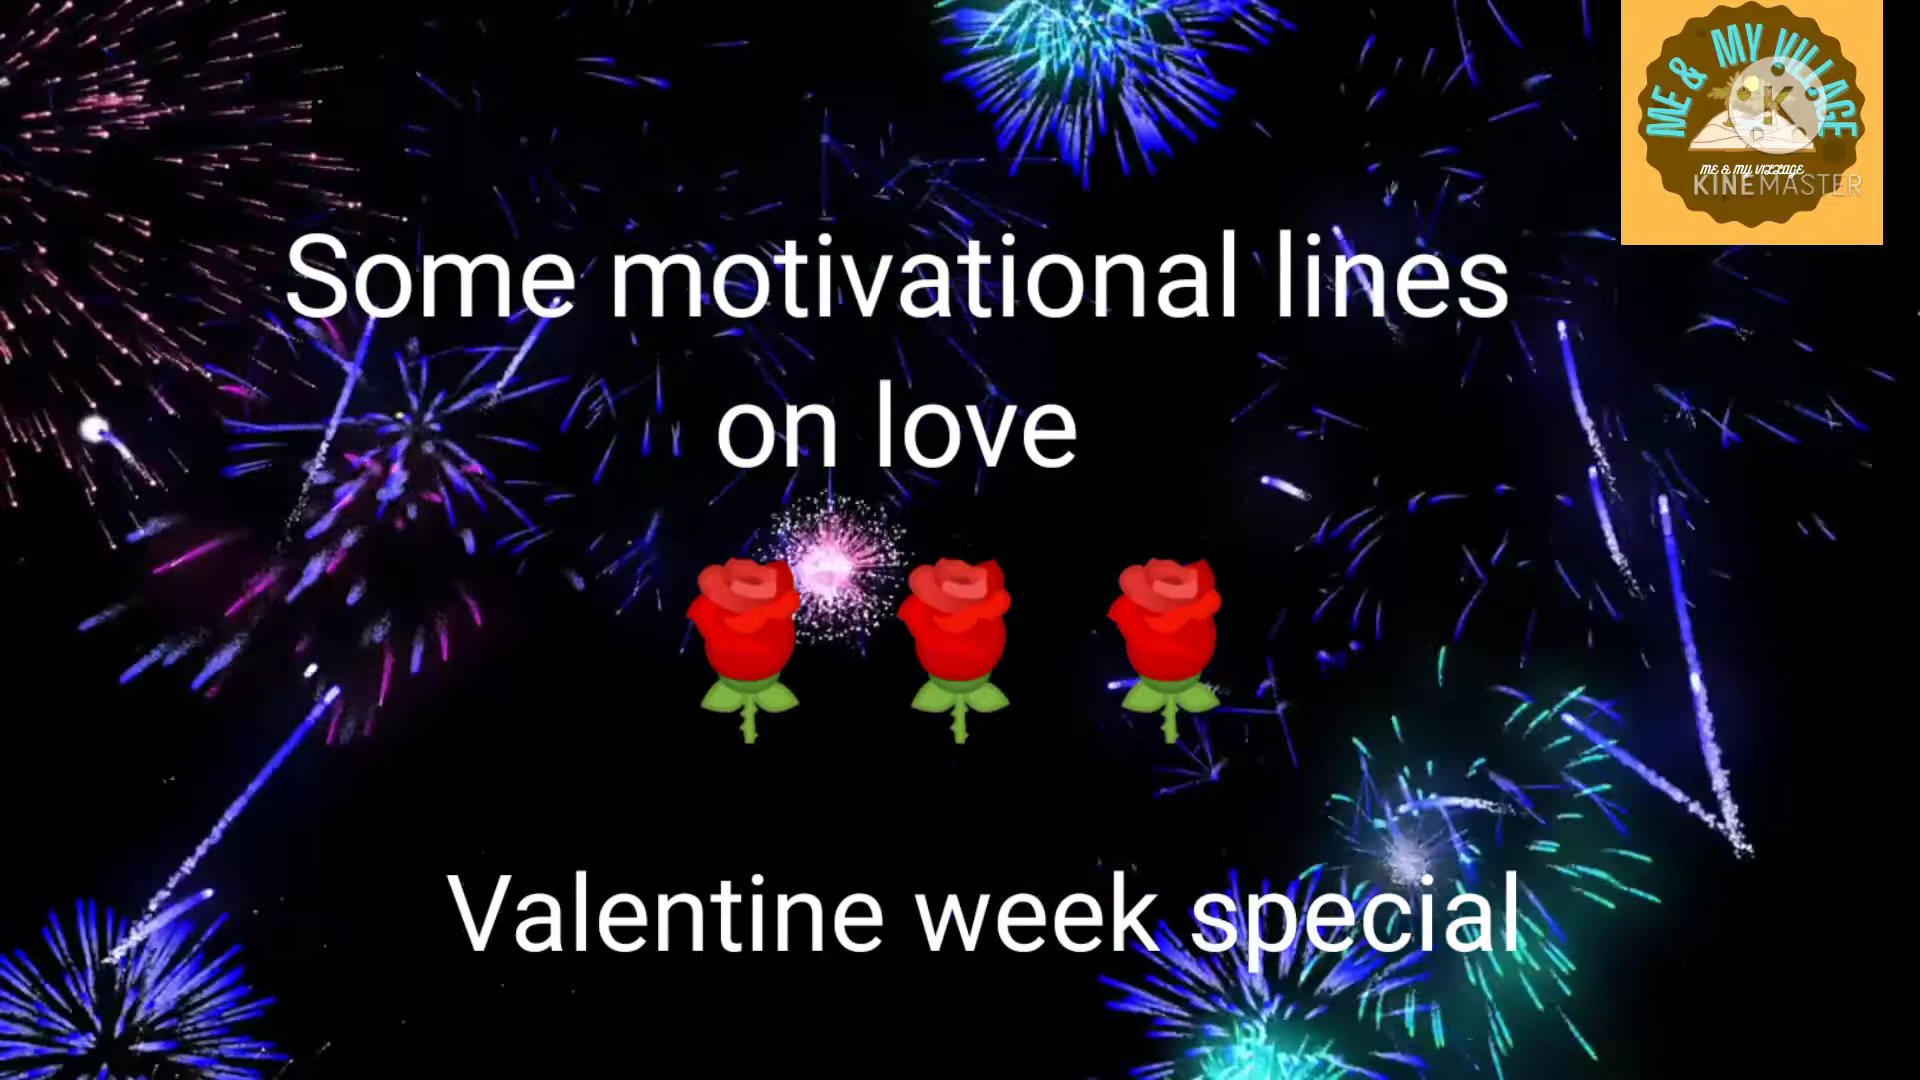 ME & MY VILLAGE
K
ME & MY VILLAGE
KINEMASTER
Some motivational lines
on love
Valentine week special